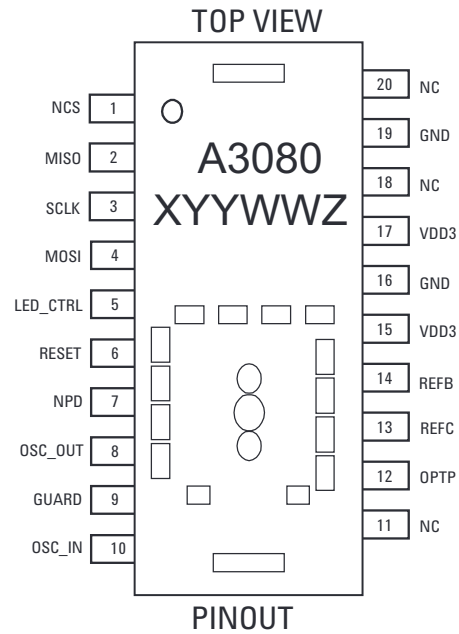 TOP VIEW
NCS 1
MISO 2
SCLK 3
MOSI 4
LED_CTRL 5
RESET 6
NPD 7
OSC_OUT 8
GUARD 9
OSC_IN 10
A3080
XYYWWZ
20 NC
19 GND
18 NC
17 VDD3
16 GND
15 VDD3
14 REFB
13 REFC
12 OPTP
11 NC
PINOUT